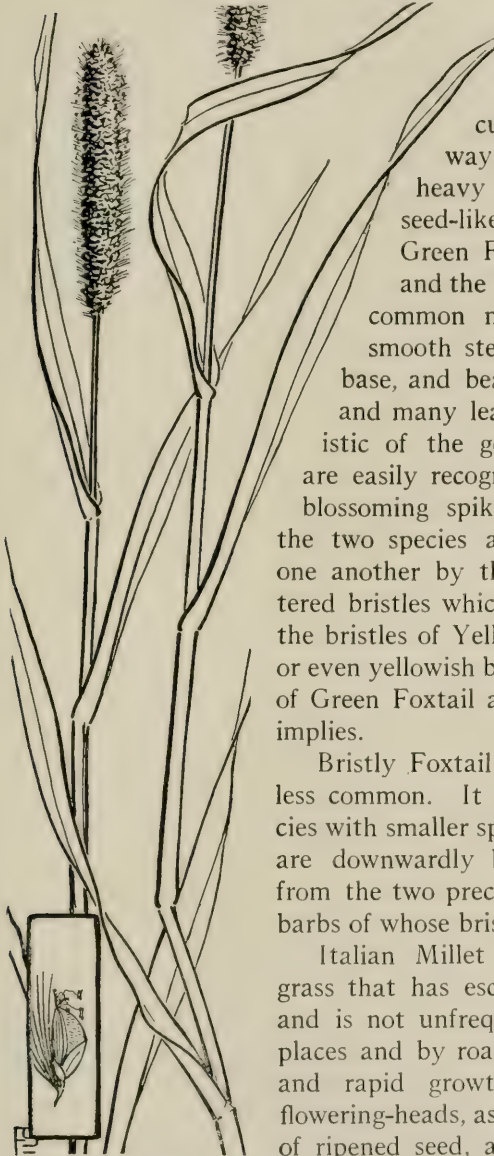 cu
way
heavy
seed-like
Green F
and the
common n
smooth ste
base, and bea
and many lea
istic of the g
are easily recogn
blossoming spik
the two species a
one another by th
tered bristles whic
the bristles of Yell
or even yellowish b
of Green Foxtail a
implies.
Bristly Foxtail
less common. It
cies with smaller sp
are downwardly
from the two prec
barbs of whose bris
Italian Millet
grass that has esc
and is not unfreq
places and by roa
and rapid growt
flowering-heads, as
of ripened seed, a